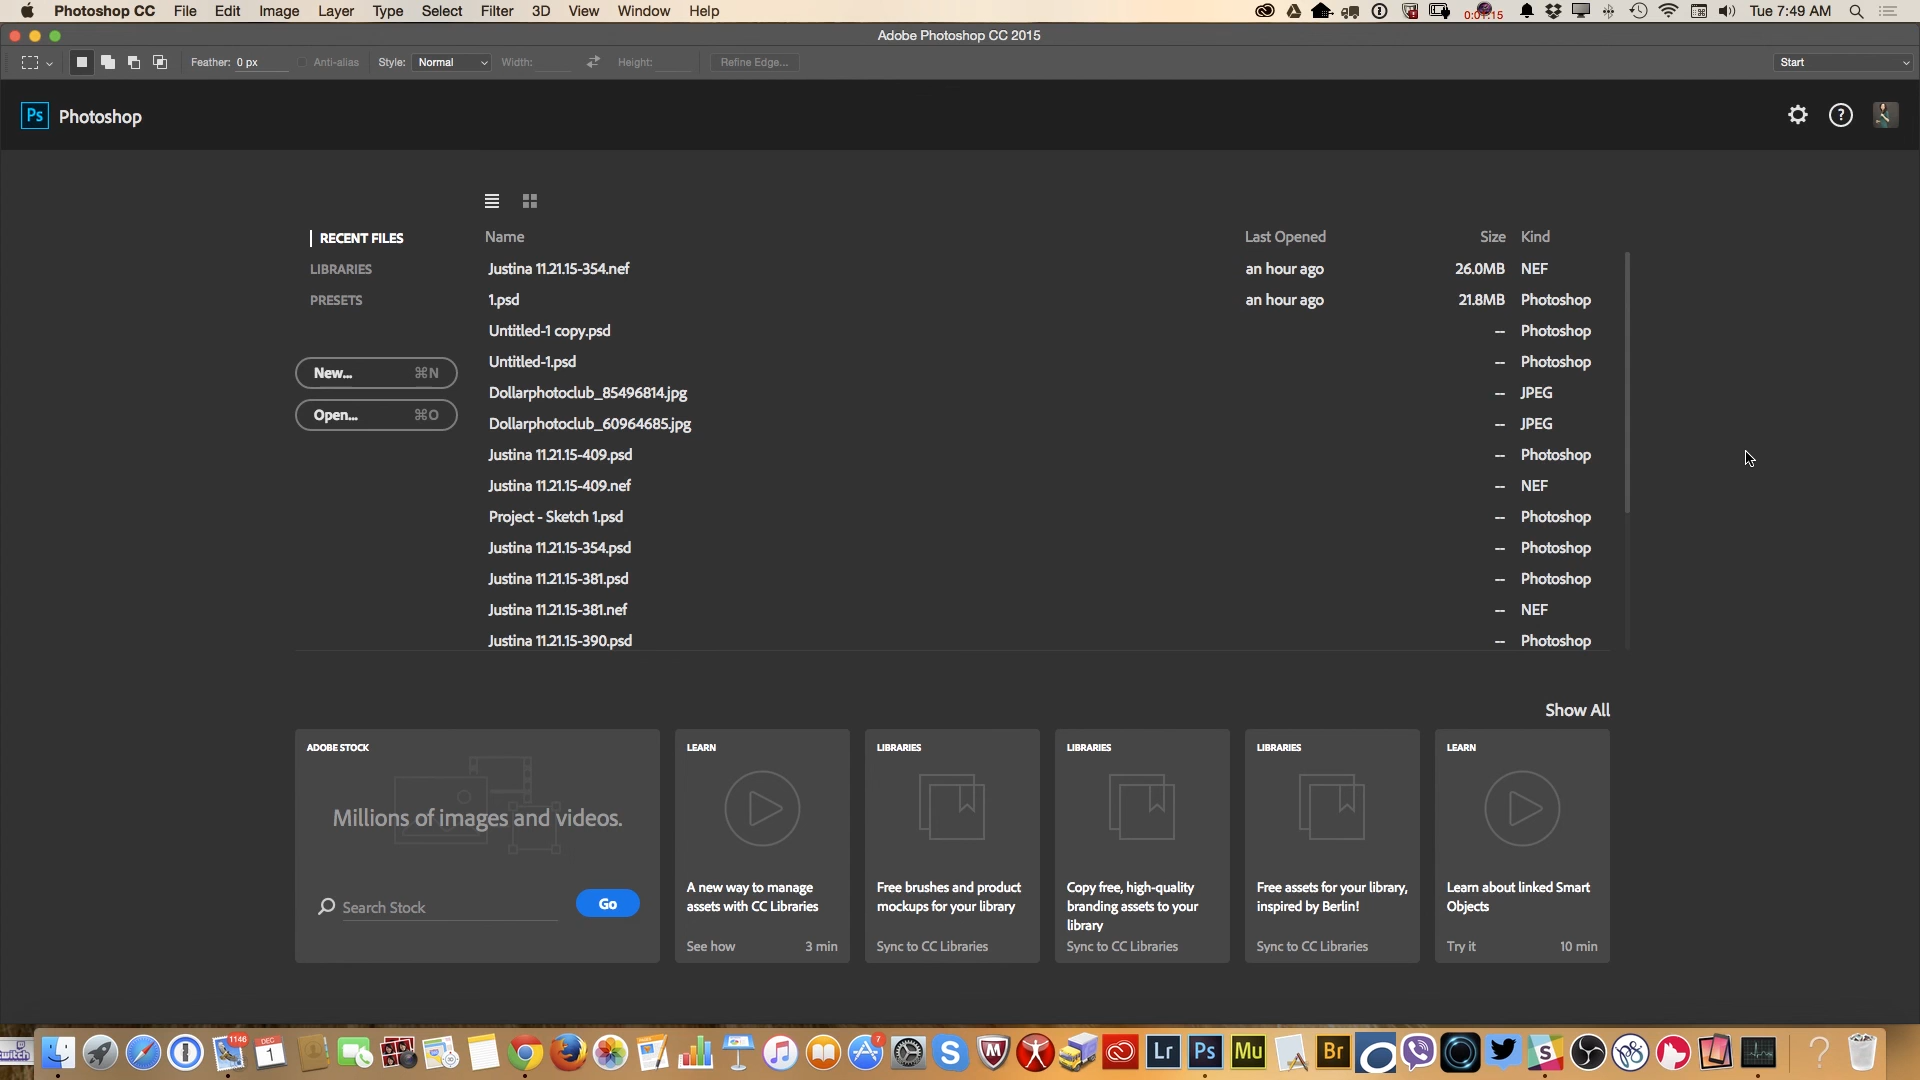 Photoshop CC File Edit Image Layer Type Select Filter 3D View Window Help 0:01:15 Tue 7:49 AM
Adobe Photoshop CC 2015
Feather: 0 px Anti-alias Style: Normal Width: Height: Refine Edge... Start
Ps Photoshop ?
RECENT FILES
LIBRARIES
PRESETS
New... ⌘N
Open... ⌘O
Name Last Opened Size Kind
Justina 11.21.15-354.nef an hour ago 26.0MB NEF
1.psd an hour ago 21.8MB Photoshop
Untitled-1 copy.psd -- Photoshop
Untitled-1.psd -- Photoshop
Dollarphotoclub_85496814.jpg -- JPEG
Dollarphotoclub_60964685.jpg -- JPEG
Justina 11.21.15-409.psd -- Photoshop
Justina 11.21.15-409.nef -- NEF
Project - Sketch 1.psd -- Photoshop
Justina 11.21.15-354.psd -- Photoshop
Justina 11.21.15-381.psd -- Photoshop
Justina 11.21.15-381.nef -- NEF
Justina 11.21.15-390.psd -- Photoshop
Show All
ADOBE STOCK
Millions of images and videos.
Search Stock Go
LEARN
A new way to manage
assets with CC Libraries
See how 3 min
LIBRARIES
Free brushes and product
mockups for your library
Sync to CC Libraries
LIBRARIES
Copy free, high-quality
branding assets to your
library
Sync to CC Libraries
LIBRARIES
Free assets for your library,
inspired by Berlin!
Sync to CC Libraries
LEARN
Learn about linked Smart
Objects
Try it 10 min
twitch 1146 DEC 1 7 Lr Ps Mu Br